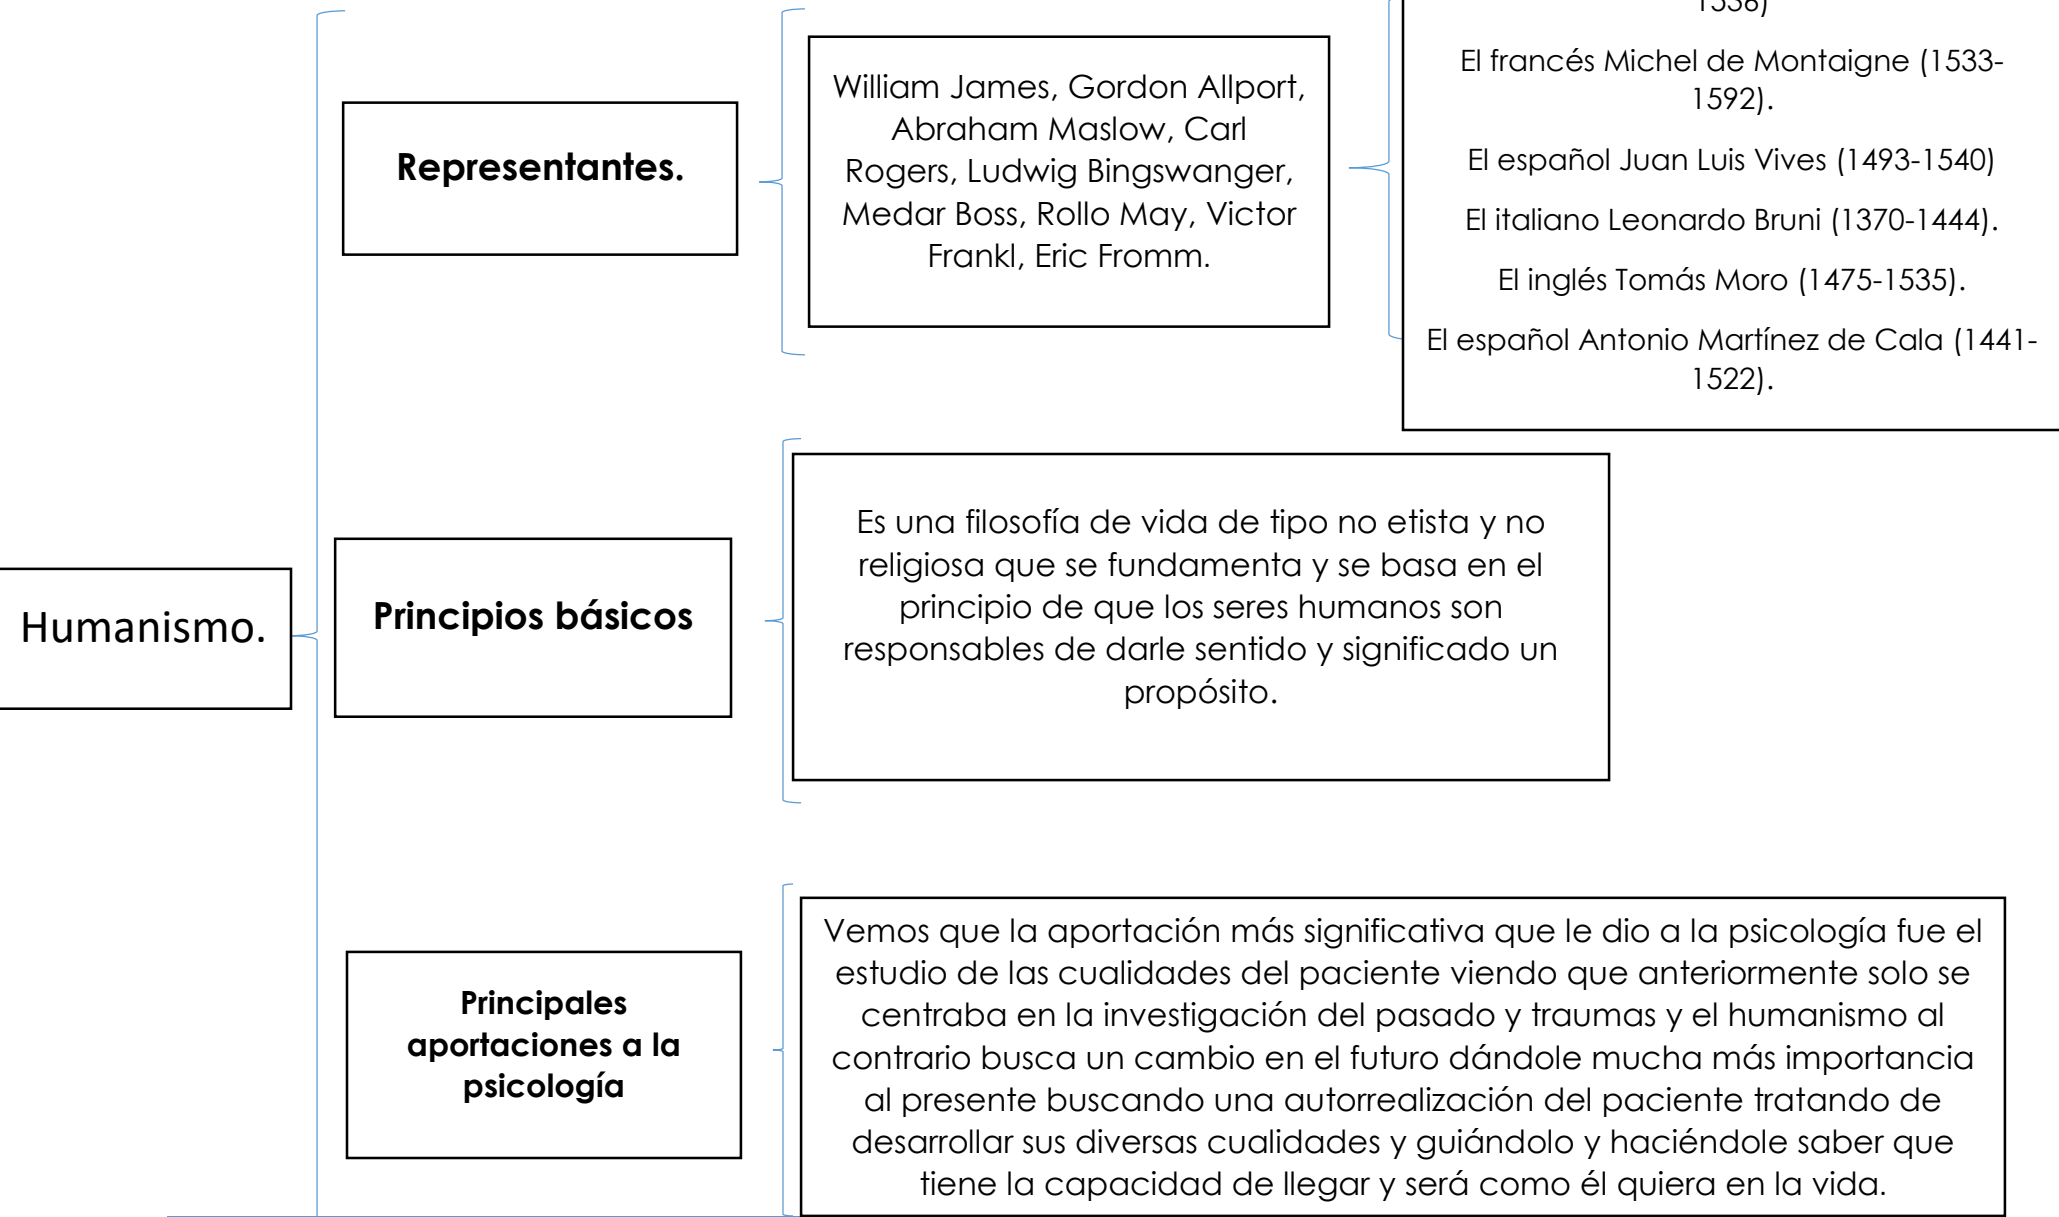 Humanismo.
Representantes.
William James, Gordon Allport,
Abraham Maslow, Carl
Rogers, Ludwig Bingswanger,
Medar Boss, Rollo May, Victor
Frankl, Eric Fromm.
1536)
El francés Michel de Montaigne (1533-
1592).
El español Juan Luis Vives (1493-1540)
El italiano Leonardo Bruni (1370-1444).
El inglés Tomás Moro (1475-1535).
El español Antonio Martínez de Cala (1441-
1522).
Principios básicos
Es una filosofía de vida de tipo no etista y no
religiosa que se fundamenta y se basa en el
principio de que los seres humanos son
responsables de darle sentido y significado un
propósito.
Principales
aportaciones a la
psicología
Vemos que la aportación más significativa que le dio a la psicología fue el
estudio de las cualidades del paciente viendo que anteriormente solo se
centraba en la investigación del pasado y traumas y el humanismo al
contrario busca un cambio en el futuro dándole mucha más importancia
al presente buscando una autorrealización del paciente tratando de
desarrollar sus diversas cualidades y guiándolo y haciéndole saber que
tiene la capacidad de llegar y será como él quiera en la vida.